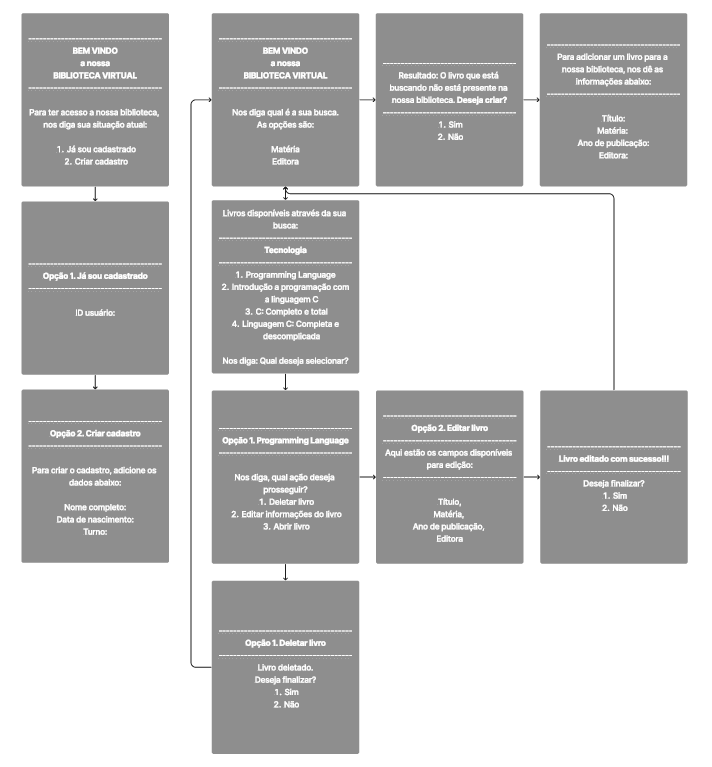 BEM VINDO
a nossa
BIBLIOTECA VIRTUAL
Para ter acesso a nossa biblioteca,
nos diga sua situação atual:
1. Já sou cadastrado
2. Criar cadastro
Opção 1. Já sou cadastrado
ID usuário:
Opção 2. Criar cadastro
Para criar o cadastro, adicione os
dados abaixo:
Nome completo:
Data de nascimento:
Turno:
BEM VINDO
a nossa
BIBLIOTECA VIRTUAL
Nos diga qual é a sua busca.
As opções são:
Matéria
Editora
Resultado: O livro que está
buscando não está presente na
nossa biblioteca. Deseja criar?
1. Sim
2. Não
Para adicionar um livro para a
nossa biblioteca, nos dê as
informações abaixo:
Título:
Matéria:
Ano de publicação:
Editora:
Livros disponíveis através da sua
busca:
Tecnologia
1. Programming Language
2. Introdução a programação com
a linguagem C
3. C: Completo e total
4. Linguagem C: Completa e
descomplicada
Nos diga: Qual deseja selecionar?
Opção 1. Programming Language
Nos diga, qual ação deseja
prosseguir?
1. Deletar livro
2. Editar informações do livro
3. Abrir livro
Opção 2. Editar livro
Aqui estão os campos disponíveis
para edição:
Título,
Matéria,
Ano de publicação,
Editora
Livro editado com sucesso!!!
Deseja finalizar?
1. Sim
2. Não
Opção 1. Deletar livro
Livro deletado.
Deseja finalizar?
1. Sim
2. Não